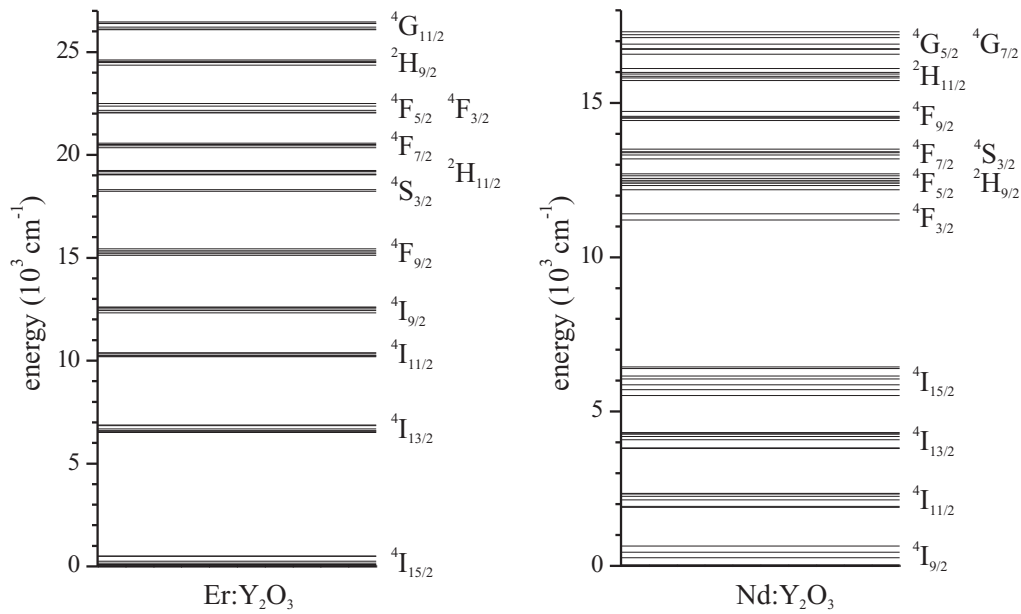 energy (10³ cm⁻¹)
25
20
15
10
5
0
⁴G₁₁/₂
²H₉/₂
⁴F₅/₂ ⁴F₃/₂
⁴F₇/₂
²H₁₁/₂
⁴S₃/₂
⁴F₉/₂
⁴I₉/₂
⁴I₁₁/₂
⁴I₁₃/₂
⁴I₁₅/₂
Er:Y₂O₃
energy (10³ cm⁻¹)
15
10
5
0
⁴G₅/₂ ⁴G₇/₂
²H₁₁/₂
⁴F₉/₂
⁴F₇/₂ ⁴S₃/₂
⁴F₅/₂ ²H₉/₂
⁴F₃/₂
⁴I₁₅/₂
⁴I₁₃/₂
⁴I₁₁/₂
⁴I₉/₂
Nd:Y₂O₃